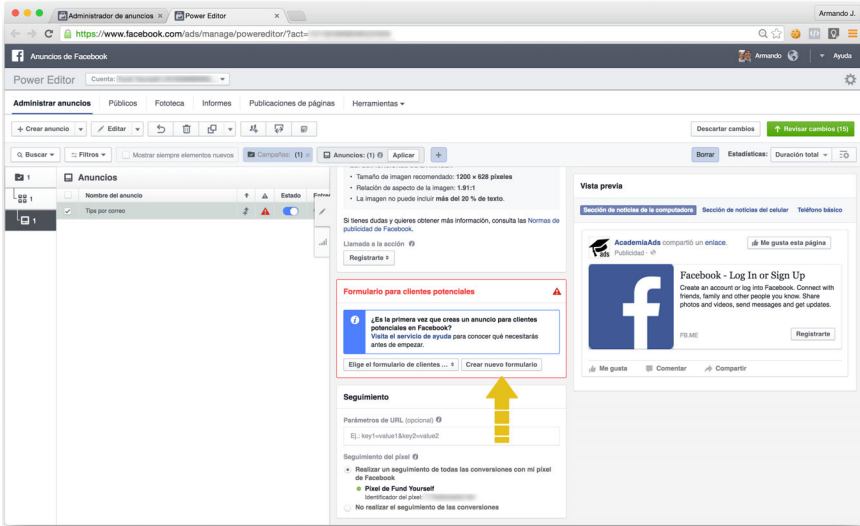 Administrador de anuncios
Power Editor
Armando J.
https://www.facebook.com/ads/manage/powereditor/?act=
Anuncios de Facebook
Armando
Ayuda
Power Editor
Cuenta:
Administrar anuncios
Públicos
Fototeca
Informes
Publicaciones de páginas
Herramientas
+ Crear anuncio
Editar
Descartar cambios
Revisar cambios (15)
Buscar
Filtros
Mostrar siempre elementos nuevos
Campañas: (1)
Anuncios: (1)
Aplicar
+
Borrar
Estadísticas:
Duración total
1
1
1
Anuncios
Nombre del anuncio
Estado
Tips por correo
• Tamaño de imagen recomendado: 1200 x 628 píxeles
• Relación de aspecto de la imagen: 1.91:1
• La imagen no puede incluir más del 20 % de texto.
Si tienes dudas y quieres obtener más información, consulta las Normas de
publicidad de Facebook.
Llamada a la acción
Registrarte
Formulario para clientes potenciales
¿Es la primera vez que creas un anuncio para clientes
potenciales en Facebook?
Visita el servicio de ayuda para conocer qué necesitarás
antes de empezar.
Elige el formulario de clientes ...
Crear nuevo formulario
Seguimiento
Parámetros de URL (opcional)
Ej.: key1=value1&key2=value2
Seguimiento del píxel
Realizar un seguimiento de todas las conversiones con mi píxel
de Facebook
Píxel de Fund Yourself
Identificador del píxel:
No realizar el seguimiento de las conversiones
Vista previa
Sección de noticias de la computadora
Sección de noticias del celular
Teléfono básico
ads
AcademiaAds compartió un enlace.
Publicidad ·
Me gusta esta página
Facebook - Log In or Sign Up
Create an account or log into Facebook. Connect with
friends, family and other people you know. Share
photos and videos, send messages and get updates.
FB.ME
Registrarte
Me gusta
Comentar
Compartir